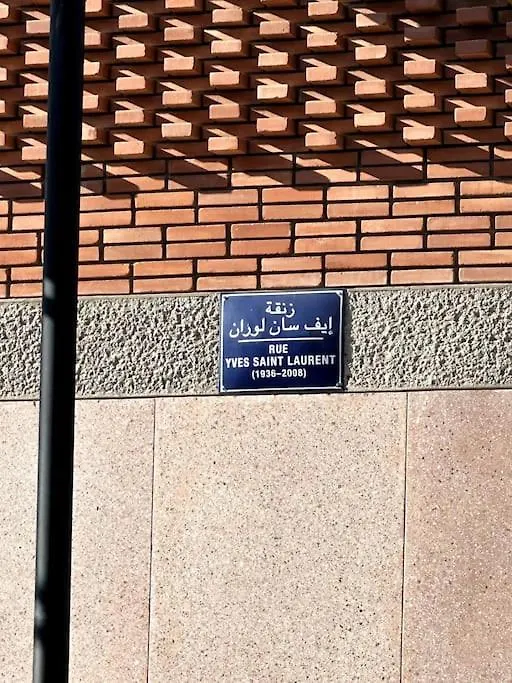 زنقة
إيف سان لوران
RUE
YVES SAINT LAURENT
(1936–2008)